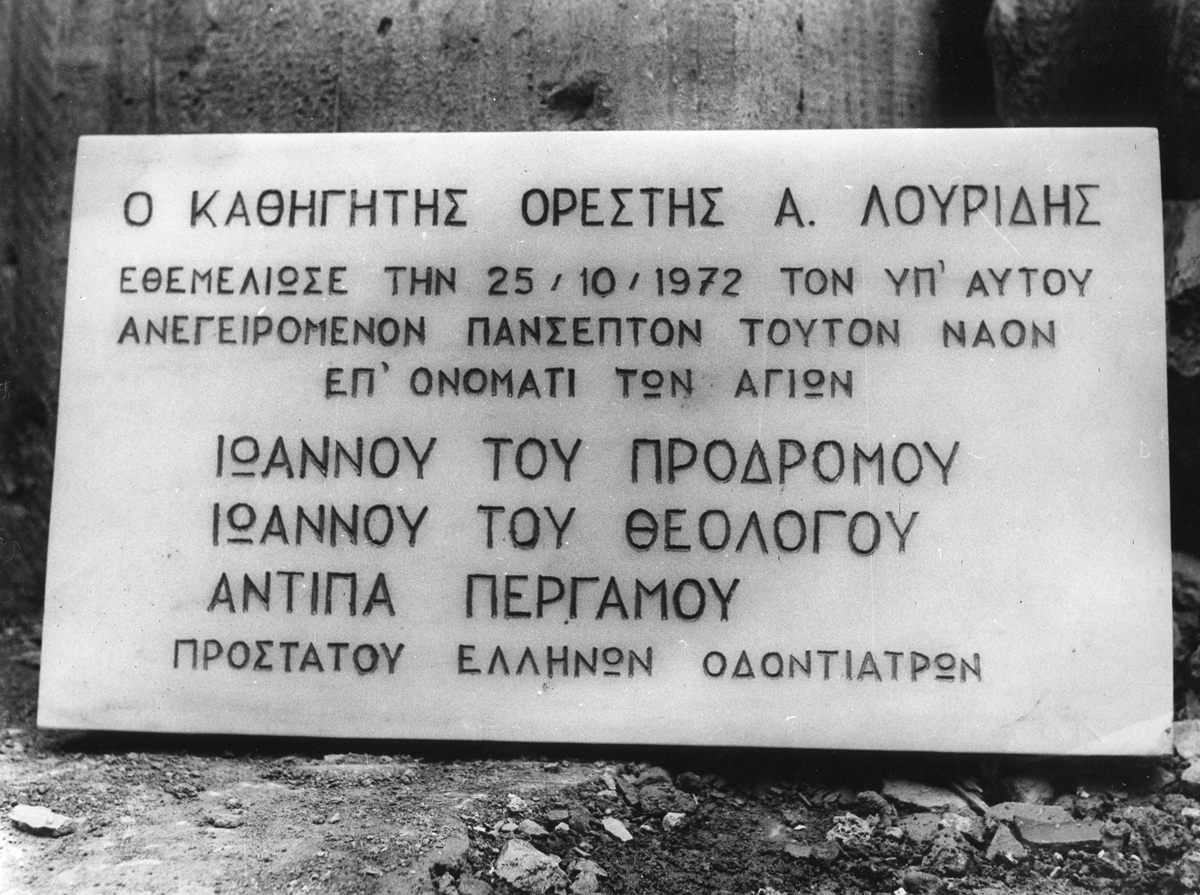 Ο ΚΑΘΗΓΗΤΗΣ ΟΡΕΣΤΗΣ Α. ΛΟΥΡΙΔΗΣ
ΕΘΕΜΕΛΙΩΣΕ ΤΗΝ 25/10/1972 ΤΟΝ ΥΠ' ΑΥΤΟΥ
ΑΝΕΓΕΙΡΟΜΕΝΟΝ ΠΑΝΣΕΠΤΟΝ ΤΟΥΤΟΝ ΝΑΟΝ
ΕΠ' ΟΝΟΜΑΤΙ ΤΩΝ ΑΓΙΩΝ
ΙΩΑΝΝΟΥ ΤΟΥ ΠΡΟΔΡΟΜΟΥ
ΙΩΑΝΝΟΥ ΤΟΥ ΘΕΟΛΟΓΟΥ
ΑΝΤΙΠΑ ΠΕΡΓΑΜΟΥ
ΠΡΟΣΤΑΤΟΥ ΕΛΛΗΝΩΝ ΟΔΟΝΤΙΑΤΡΩΝ